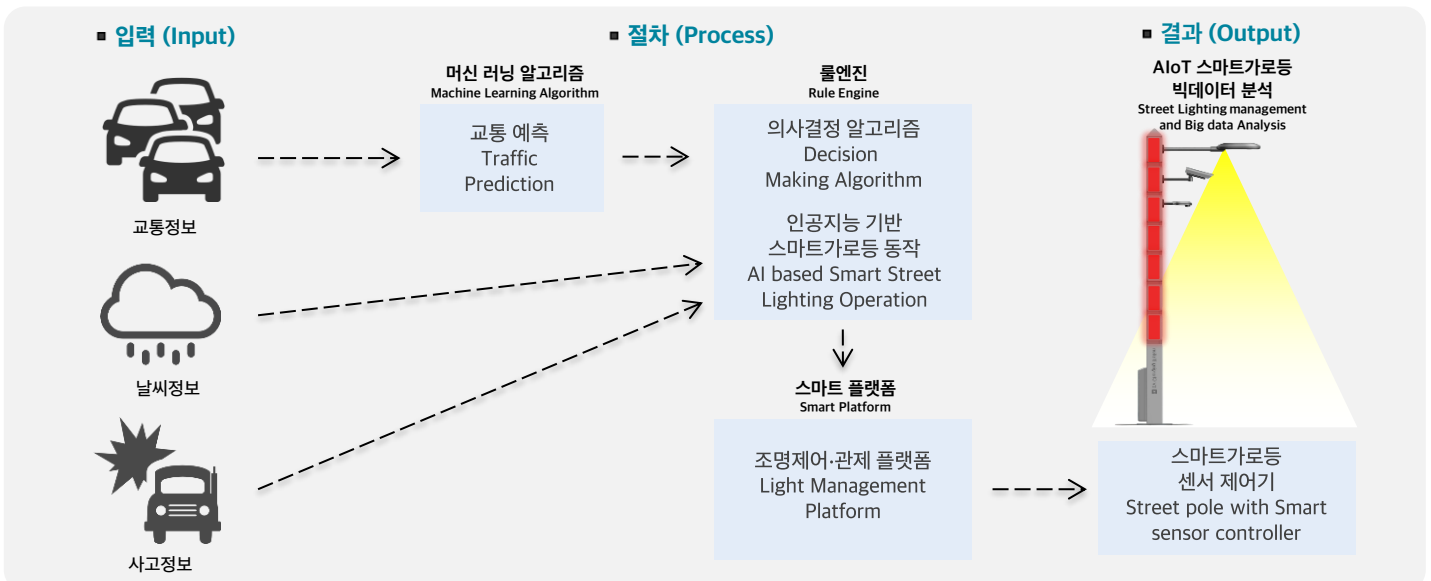 입력 (Input)
교통정보
날씨정보
사고정보
절차 (Process)
머신 러닝 알고리즘
Machine Learning Algorithm
교통 예측
Traffic
Prediction
룰엔진
Rule Engine
의사결정 알고리즘
Decision
Making Algorithm
인공지능 기반
스마트가로등 동작
AI based Smart Street
Lighting Operation
스마트 플랫폼
Smart Platform
조명제어·관제 플랫폼
Light Management
Platform
결과 (Output)
AIoT 스마트가로등
빅데이터 분석
Street Lighting management
and Big data Analysis
스마트가로등
센서 제어기
Street pole with Smart
sensor controller